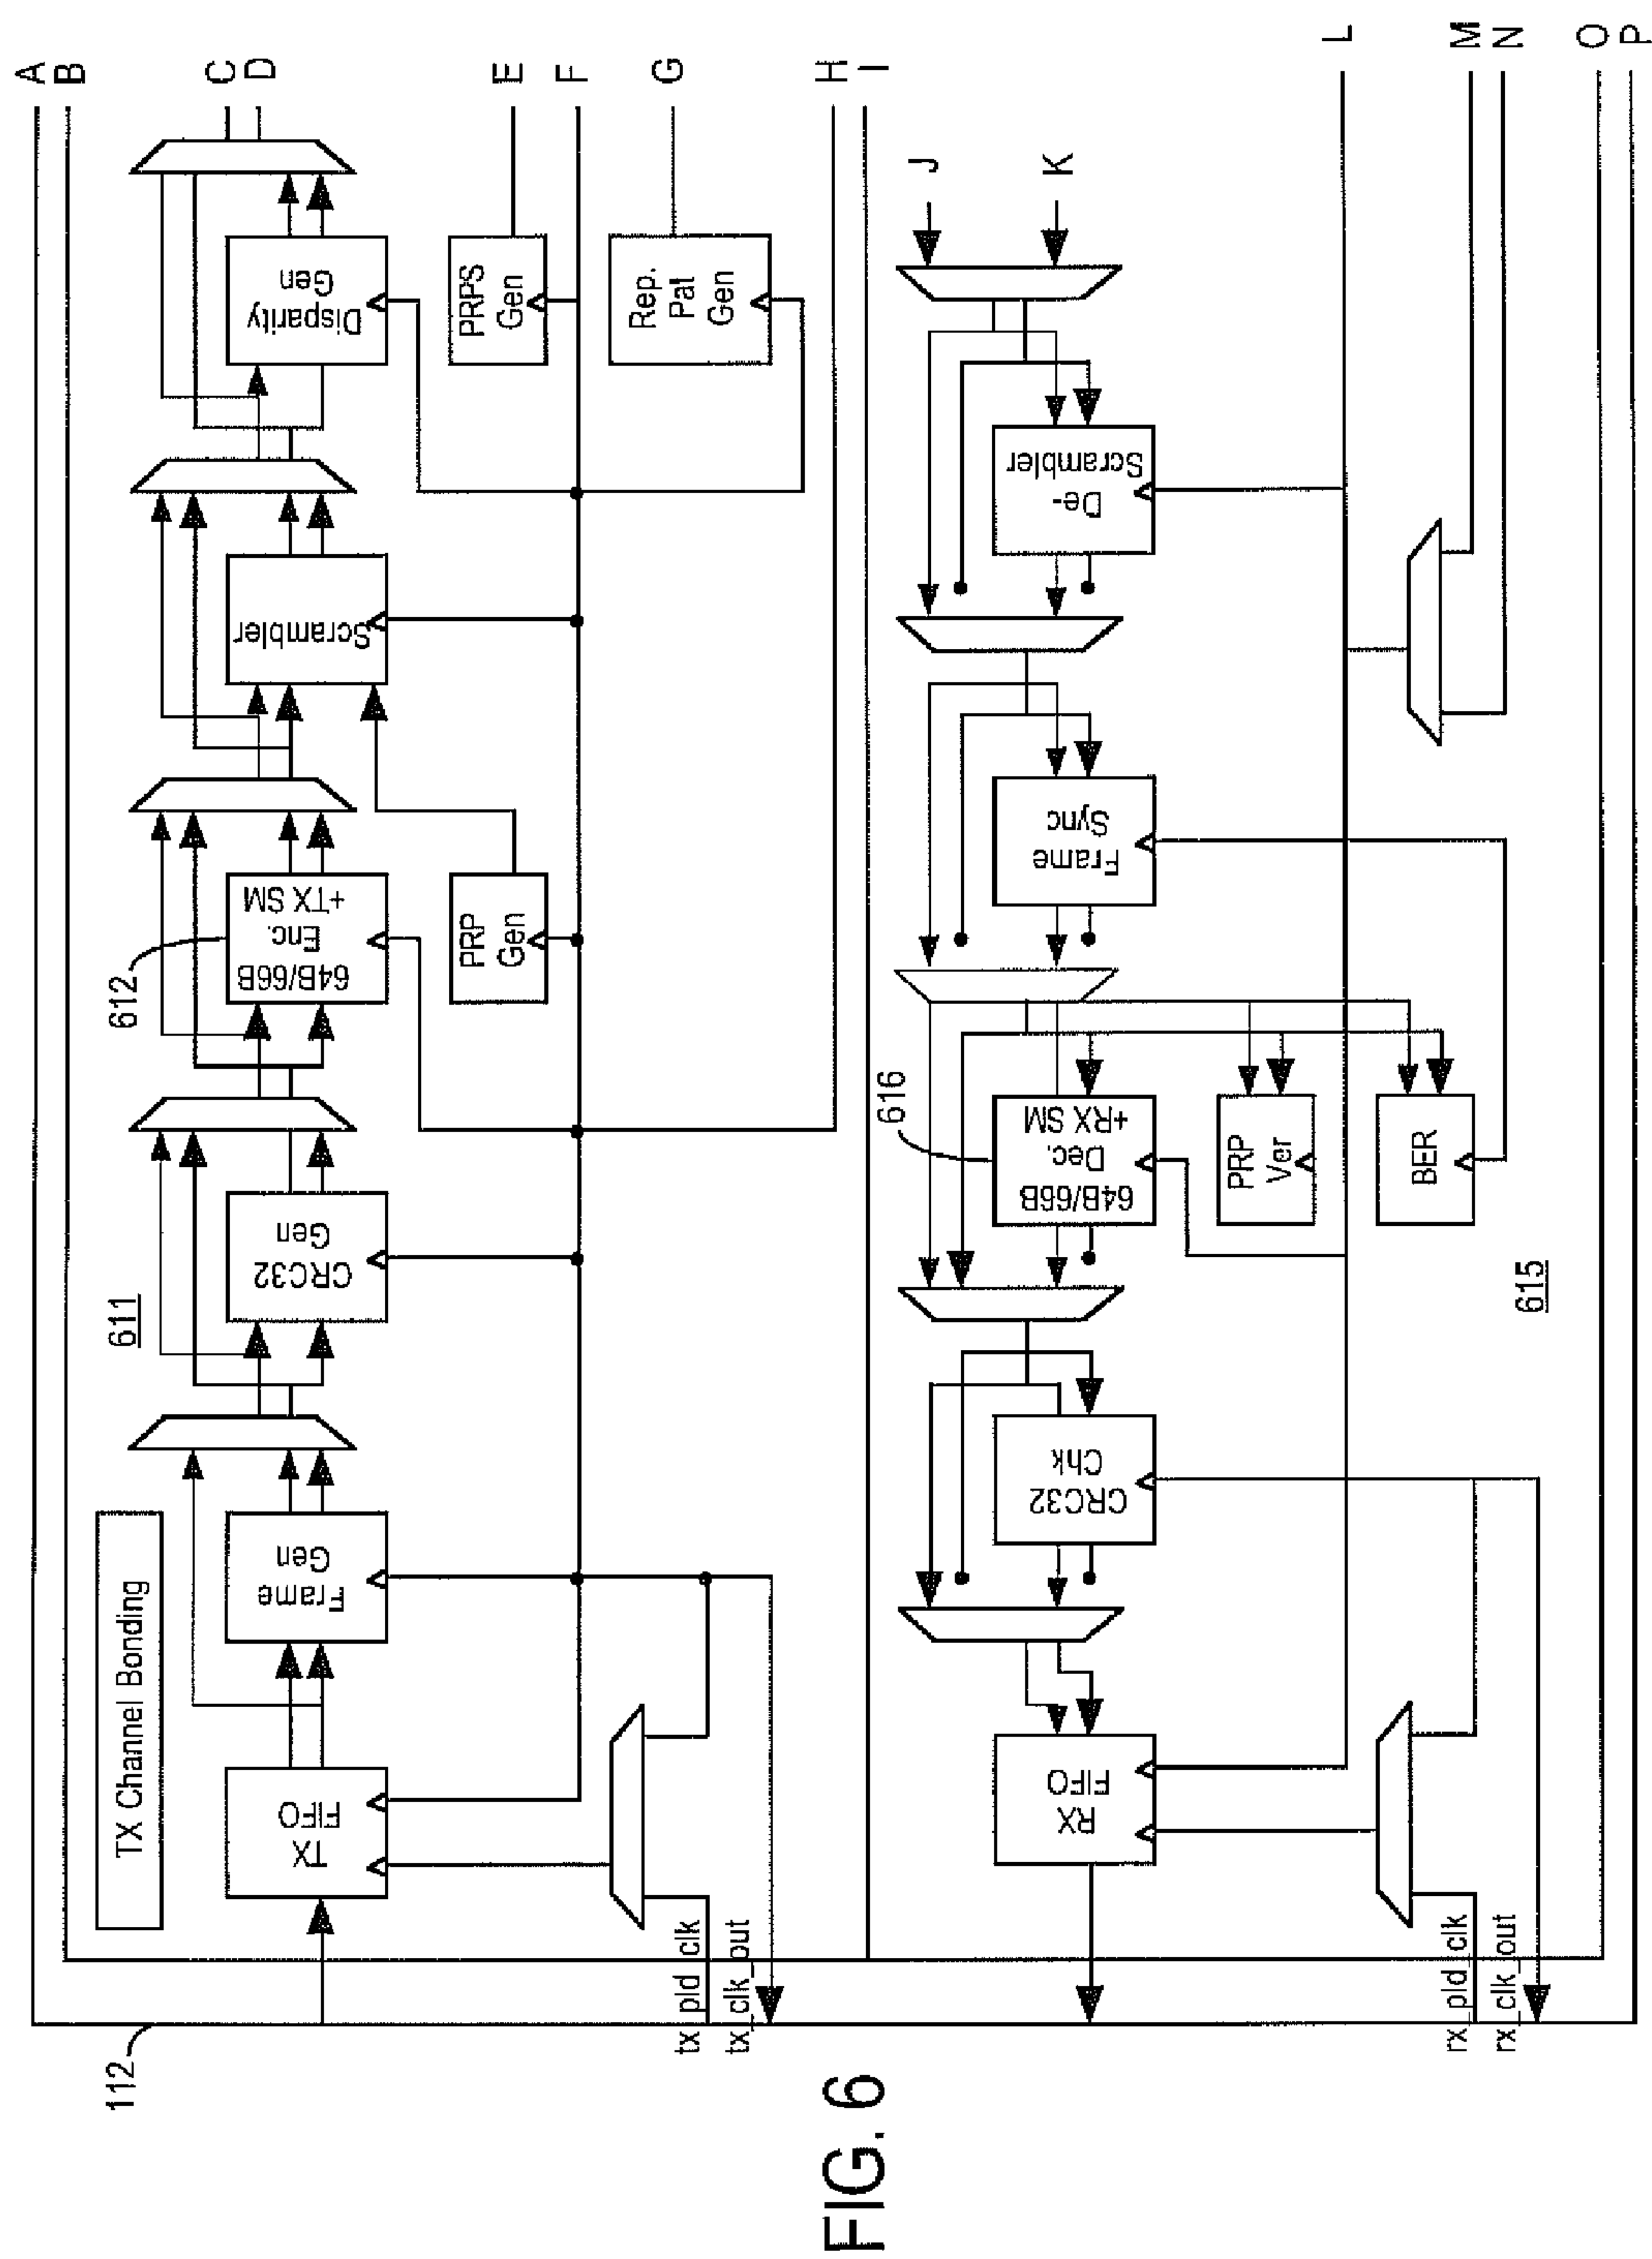 A
B
C
D
E
F
G
H
I
J
K
L
M
N
O
P
TX Channel Bonding
611
612
TX
FIFO
Frame
Gen
CRC32
Gen
64B/66B
Enc.
+TX SM
Scrambler
Disparity
Gen
PRP
Gen
PRPS
Gen
Rep.
Pat
Gen
tx_pld_clk
tx_clk_out
112
RX
FIFO
CRC32
Chk
616
64B/66B
Dec.
+RX SM
Frame
Sync
De-
Scrambler
PRP
Ver
BER
615
rx_pld_clk
rx_clk_out
FIG. 6